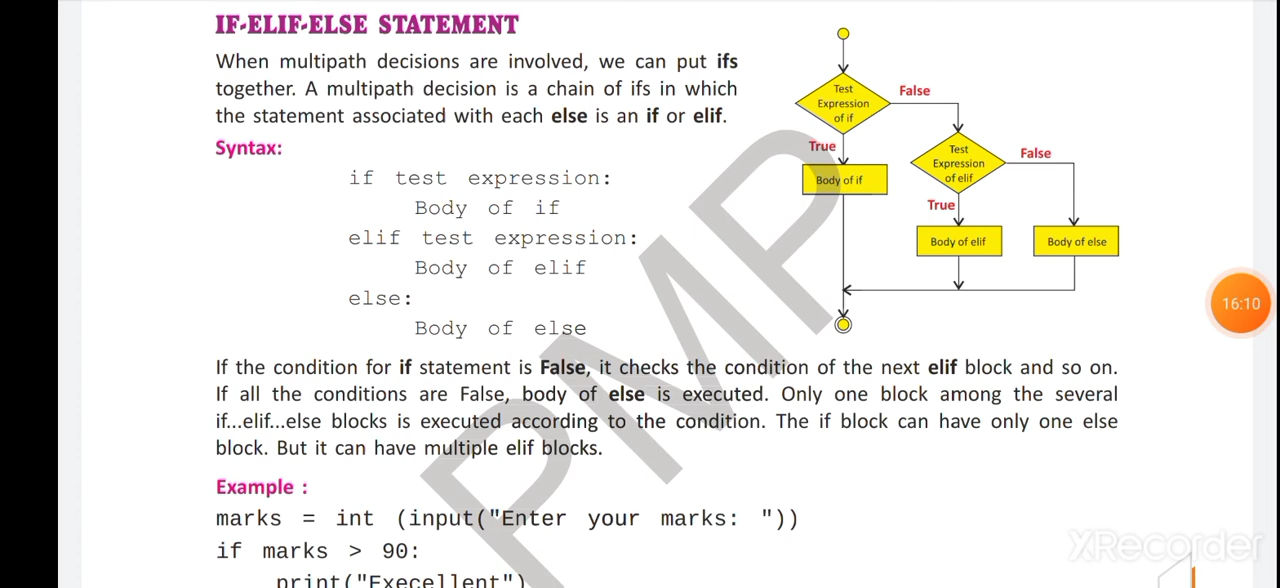 IF-ELIF-ELSE STATEMENT
When multipath decisions are involved, we can put ifs
together. A multipath decision is a chain of ifs in which
the statement associated with each else is an if or elif.
Syntax:
if test expression:
Body of if
elif test expression:
Body of elif
else:
Body of else
Test
Expression
of if
False
True
Body of if
Test
Expression
of elif
False
True
Body of elif
Body of else
If the condition for if statement is False, it checks the condition of the next elif block and so on.
If all the conditions are False, body of else is executed. Only one block among the several
if...elif...else blocks is executed according to the condition. The if block can have only one else
block. But it can have multiple elif blocks.
Example :
marks = int (input("Enter your marks: "))
if marks > 90:
print("Execellent")
PMP
16:10
XRecorder